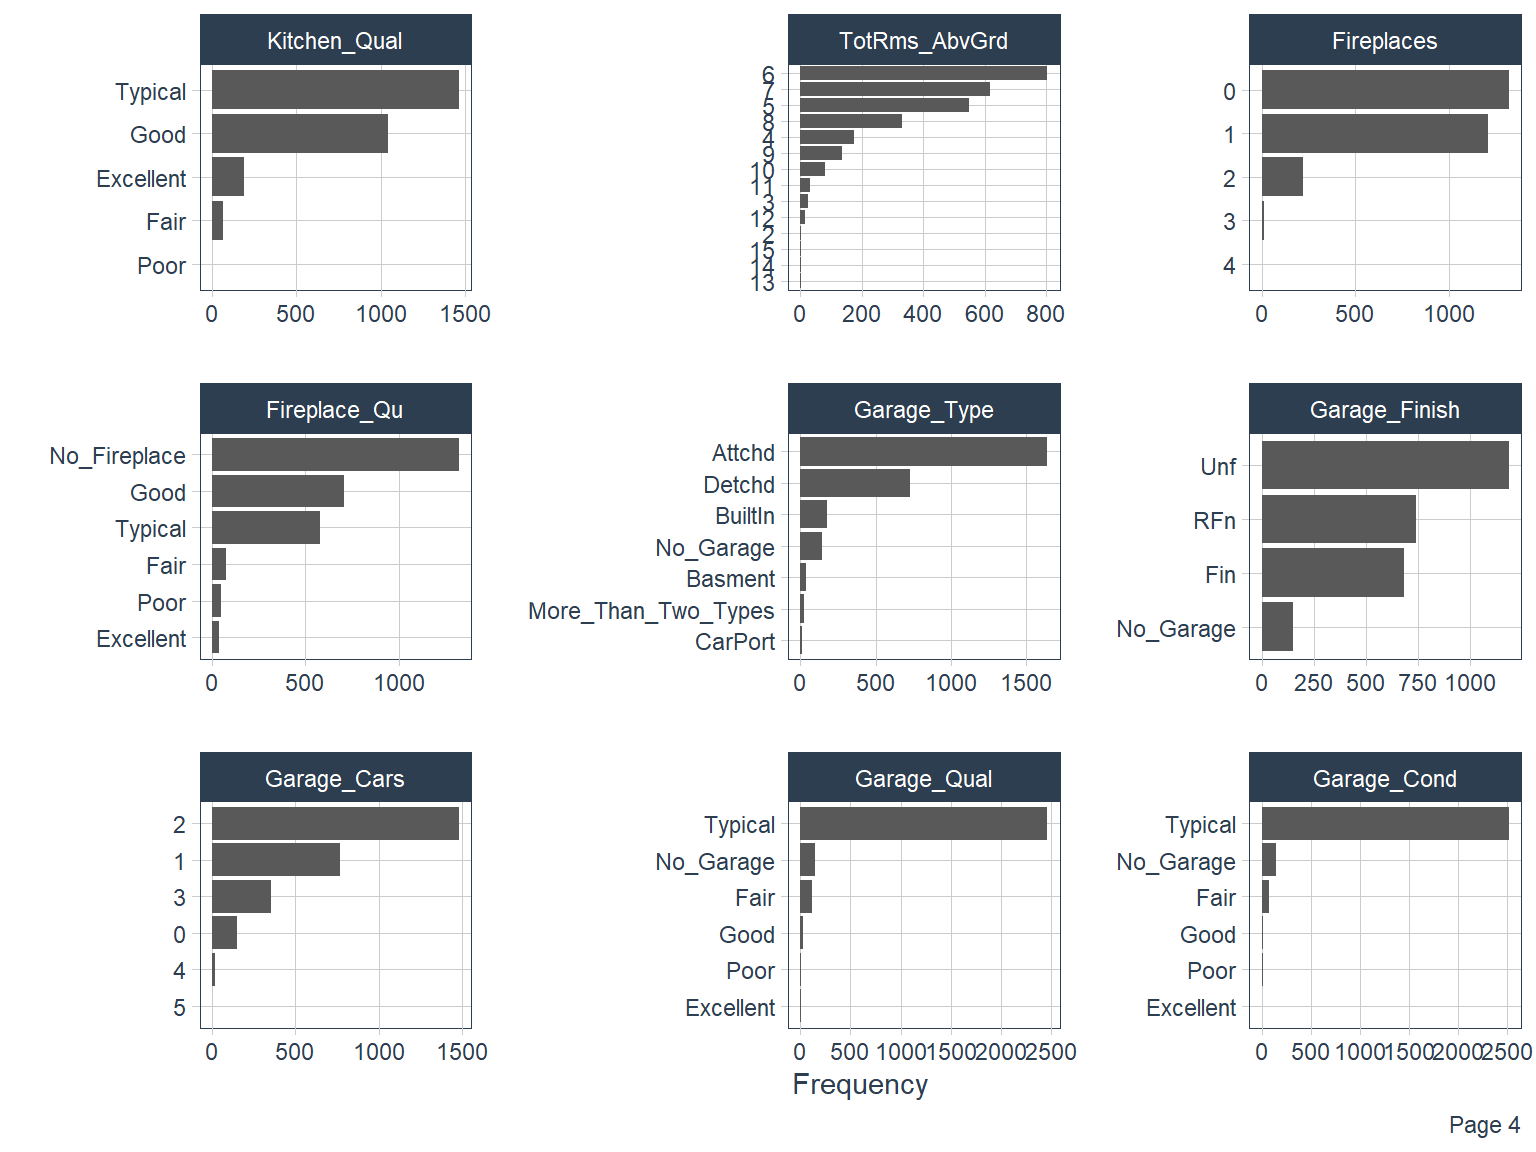 Kitchen_Qual
Typical
Good
Excellent
Fair
Poor
0 500 1000 1500
TotRms_AbvGrd
6
7
5
8
4
9
10
11
3
12
2
15
14
13
0 200 400 600 800
Fireplaces
0
1
2
3
4
0 500 1000
Fireplace_Qu
No_Fireplace
Good
Typical
Fair
Poor
Excellent
0 500 1000
Garage_Type
Attchd
Detchd
BuiltIn
No_Garage
Basment
More_Than_Two_Types
CarPort
0 500 1000 1500
Garage_Finish
Unf
RFn
Fin
No_Garage
0 250 500 750 1000
Garage_Cars
2
1
3
0
4
5
0 500 1000 1500
Garage_Qual
Typical
No_Garage
Fair
Good
Poor
Excellent
0 500 1000 1500 2000 2500
Garage_Cond
Typical
No_Garage
Fair
Good
Poor
Excellent
0 500 1000 1500 2000 2500
Frequency
Page 4